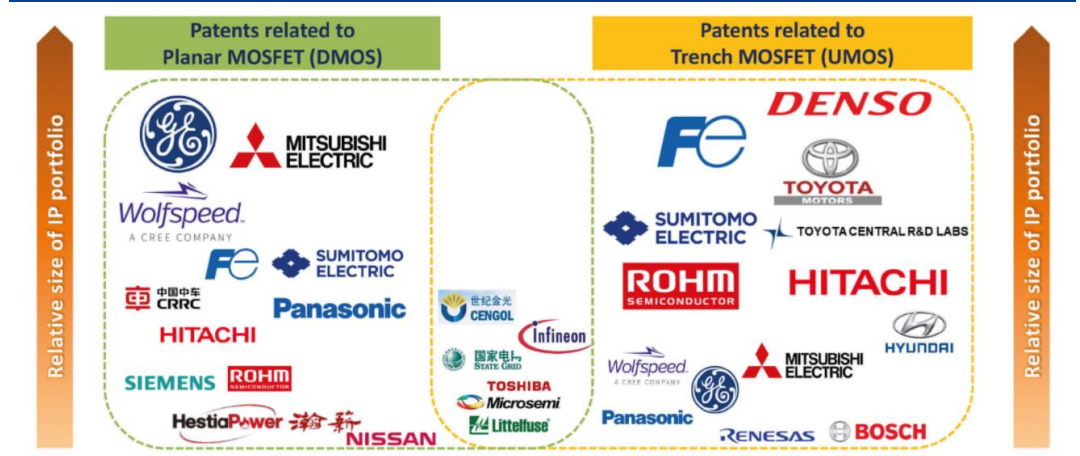 Patents related to
Planar MOSFET (DMOS)
Patents related to
Trench MOSFET (UMOS)
Relative size of IP portfolio
GE
MITSUBISHI
ELECTRIC
Wolfspeed.
A CREE COMPANY
Fe
SUMITOMO
ELECTRIC
中国中车
CRRC
Panasonic
HITACHI
SIEMENS
ROHM
SEMICONDUCTOR
HestiaPower 瀚薪
NISSAN
世纪金光
CENGOL
Infineon
国家电网
STATE GRID
TOSHIBA
Microsemi.
Littelfuse®
DENSO
Fe
TOYOTA
MOTORS
SUMITOMO
ELECTRIC
TOYOTA CENTRAL R&D LABS
ROHM
SEMICONDUCTOR
HITACHI
HYUNDAI
Wolfspeed.
A CREE COMPANY
GE
MITSUBISHI
ELECTRIC
Panasonic
RENESAS
BOSCH
Relative size of IP portfolio